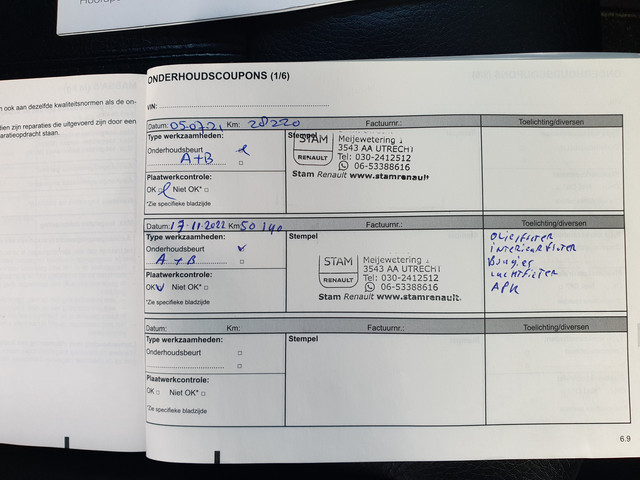 n ook aan dezelfde kwaliteitsnormen als de on-
ien zijn reparaties die uitgevoerd zijn door een
aratieopdracht staan.
ONDERHOUDSCOUPONS (1/6)
VIN:
Datum: 05.07.21 Km: 28220 Factuurnr.: Toelichting/diversen
Type werkzaamheden:
Onderhoudsbeurt
A+B
Plaatwerkcontrole:
OK Niet OK*
*Zie specifieke bladzijde
Stempel
STAM
RENAULT
Meijewetering 1
3543 AA UTRECHT
Tel: 030-2412512
06-53388616
Stam Renault www.stamrenault
Datum: 17.11.2022 Km 50140 Factuurnr.: Toelichting/diversen
Type werkzaamheden:
Onderhoudsbeurt
A+B
Plaatwerkcontrole:
OK Niet OK*
*Zie specifieke bladzijde
Stempel
STAM
RENAULT
Meijewetering 1
3543 AA UTRECHT
Tel: 030-2412512
06-53388616
Stam Renault www.stamrenault.
OLIEFILTER
INTERIEURFILTER
Bougies
LUCHTFILTER
APK
Datum: Km: Factuurnr.: Toelichting/diversen
Type werkzaamheden:
Onderhoudsbeurt
Plaatwerkcontrole:
OK Niet OK*
*Zie specifieke bladzijde
Stempel
6.9